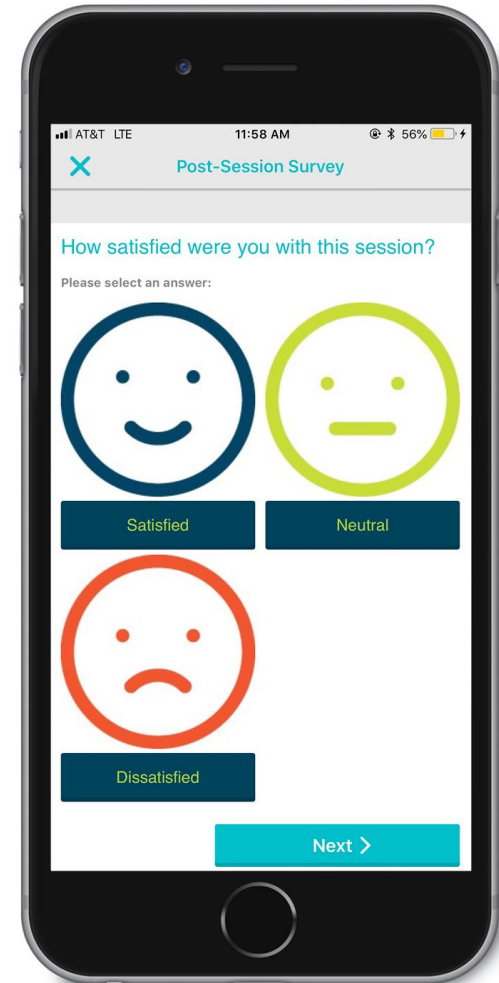 AT&T LTE 11:58 AM 56%
Post-Session Survey
How satisfied were you with this session?
Please select an answer:
Satisfied Neutral
Dissatisfied
Next